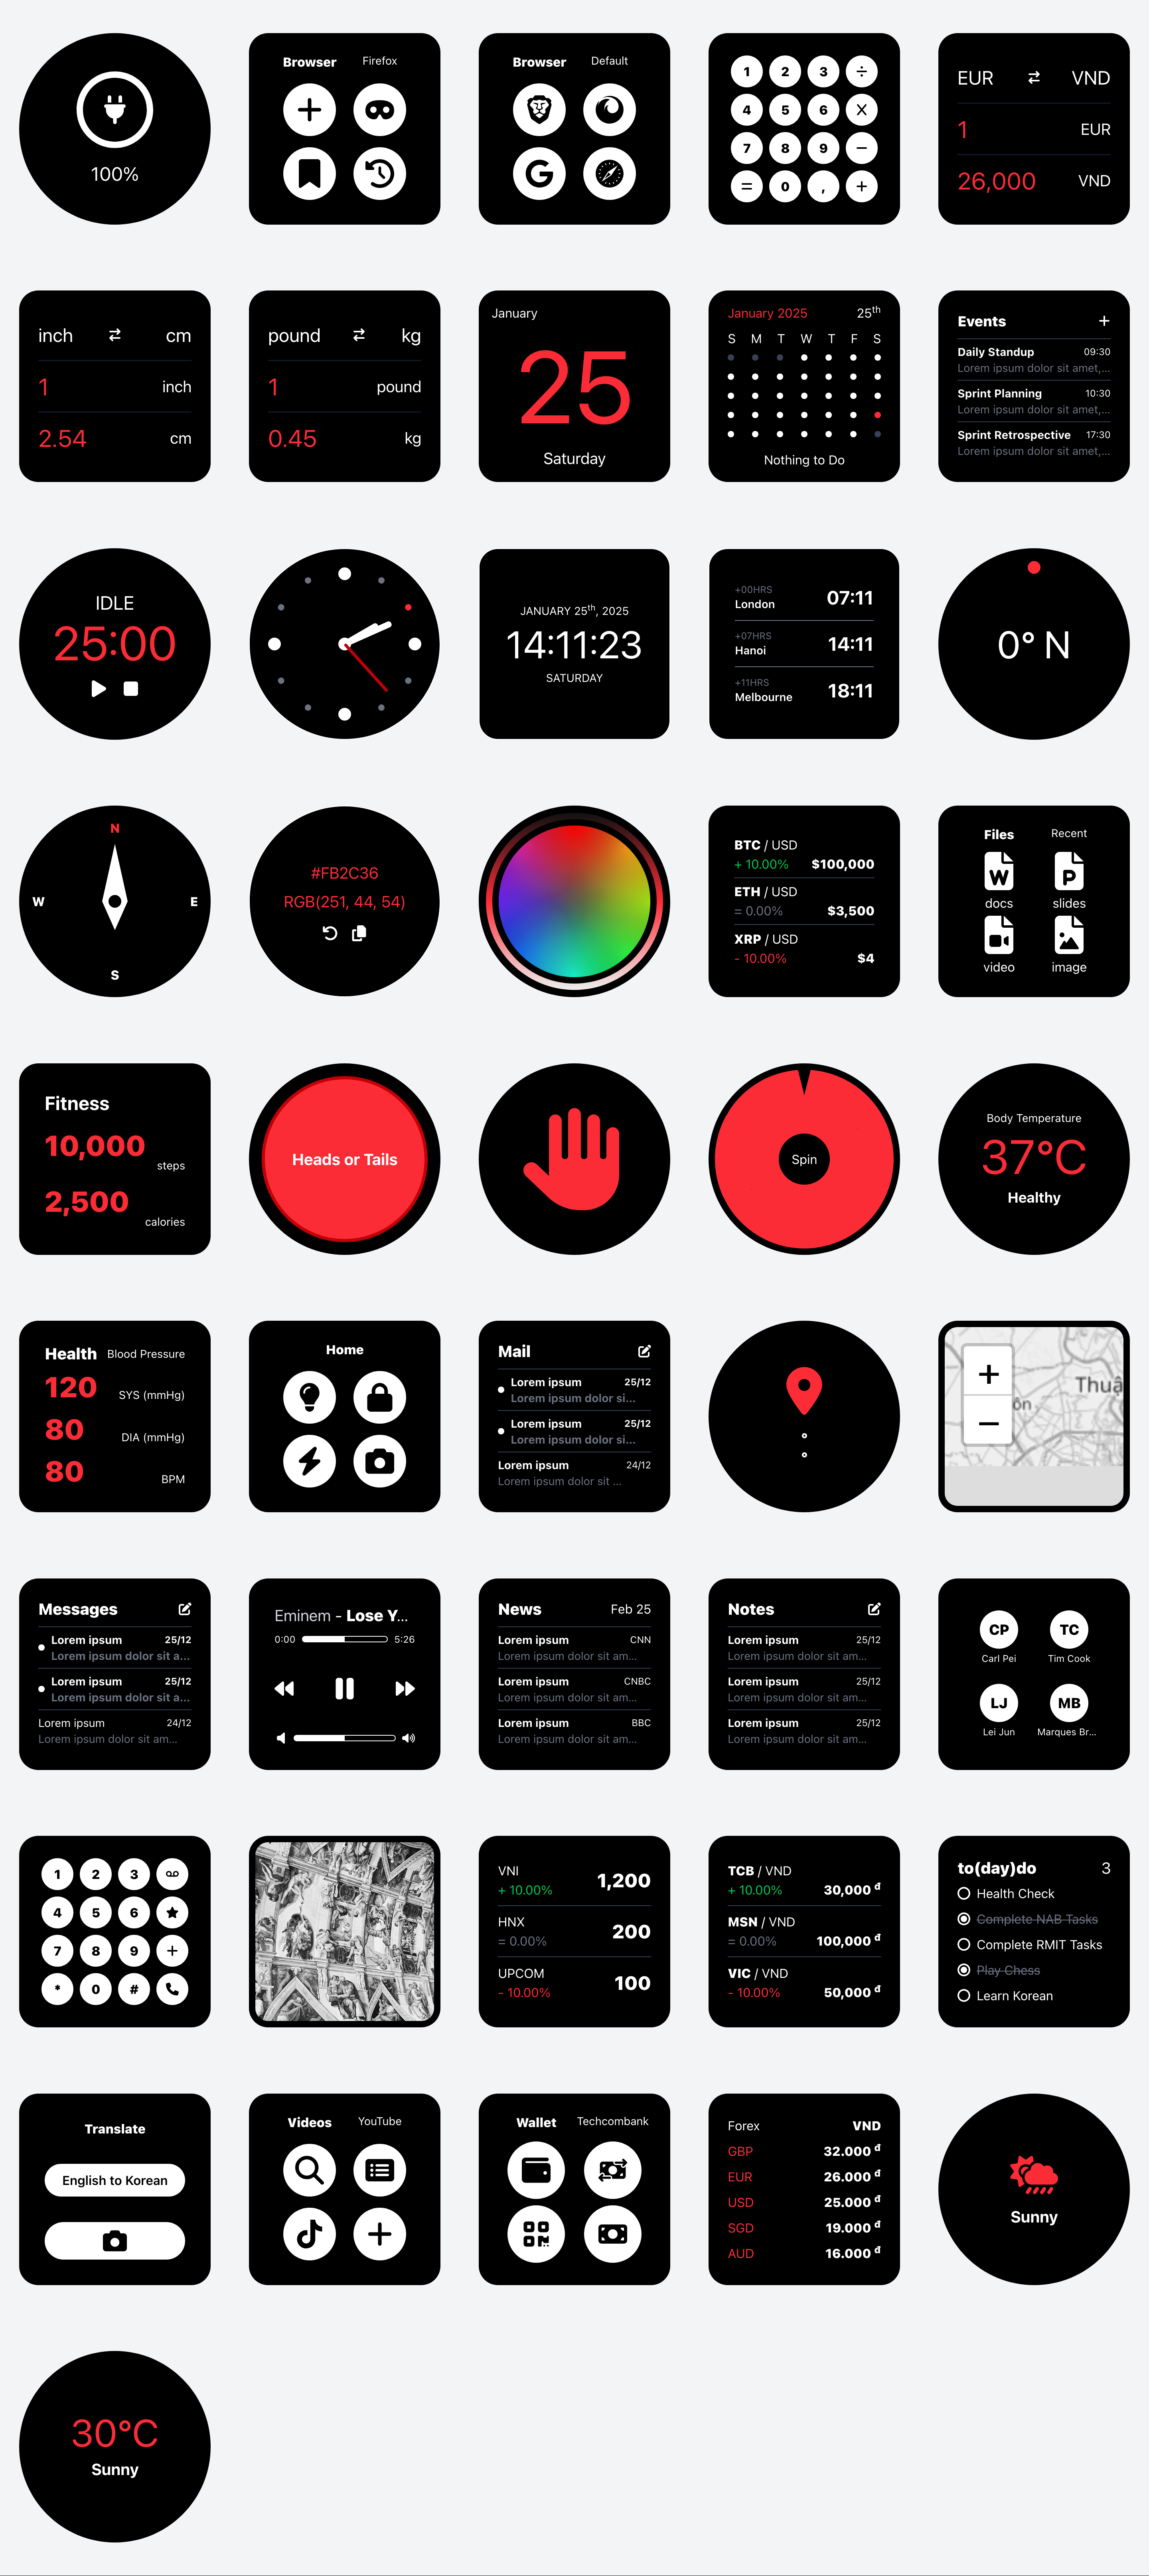 100%
Browser Firefox
Browser Default
1 2 3 ÷
4 5 6 X
7 8 9 −
= 0 , +
EUR VND
1 EUR
26,000 VND
inch cm
1 inch
2.54 cm
pound kg
1 pound
0.45 kg
January
25
Saturday
January 2025 25th
S M T W T F S
Nothing to Do
Events +
Daily Standup 09:30
Lorem ipsum dolor sit amet,...
Sprint Planning 10:30
Lorem ipsum dolor sit amet,...
Sprint Retrospective 17:30
Lorem ipsum dolor sit amet,...
IDLE
25:00
JANUARY 25th, 2025
14:11:23
SATURDAY
+00HRS
London 07:11
+07HRS
Hanoi 14:11
+11HRS
Melbourne 18:11
0° N
N
W E
S
#FB2C36
RGB(251, 44, 54)
BTC / USD
+ 10.00% $100,000
ETH / USD
= 0.00% $3,500
XRP / USD
- 10.00% $4
Files Recent
W P
docs slides
video image
Fitness
10,000
steps
2,500
calories
Heads or Tails
Spin
Body Temperature
37°C
Healthy
Health Blood Pressure
120 SYS (mmHg)
80 DIA (mmHg)
80 BPM
Home
Mail
Lorem ipsum 25/12
Lorem ipsum dolor si...
Lorem ipsum 25/12
Lorem ipsum dolor si...
Lorem ipsum 24/12
Lorem ipsum dolor sit ...
+
Thuậ
ôn
−
Messages
Lorem ipsum 25/12
Lorem ipsum dolor sit a...
Lorem ipsum 25/12
Lorem ipsum dolor sit a...
Lorem ipsum 24/12
Lorem ipsum dolor sit am...
Eminem - Lose Y...
0:00 5:26
News Feb 25
Lorem ipsum CNN
Lorem ipsum dolor sit am...
Lorem ipsum CNBC
Lorem ipsum dolor sit am...
Lorem ipsum BBC
Lorem ipsum dolor sit am...
Notes
Lorem ipsum 25/12
Lorem ipsum dolor sit am...
Lorem ipsum 25/12
Lorem ipsum dolor sit am...
Lorem ipsum 25/12
Lorem ipsum dolor sit am...
CP TC
Carl Pei Tim Cook
LJ MB
Lei Jun Marques Br...
1 2 3
4 5 6
7 8 9 +
* 0 #
VNI
+ 10.00% 1,200
HNX
= 0.00% 200
UPCOM
- 10.00% 100
TCB / VND
+ 10.00% 30,000 đ
MSN / VND
= 0.00% 100,000 đ
VIC / VND
- 10.00% 50,000 đ
to(day)do 3
Health Check
Complete NAB Tasks
Complete RMIT Tasks
Play Chess
Learn Korean
Translate
English to Korean
Videos YouTube
Wallet Techcombank
Forex VND
GBP 32.000 đ
EUR 26.000 đ
USD 25.000 đ
SGD 19.000 đ
AUD 16.000 đ
Sunny
30°C
Sunny